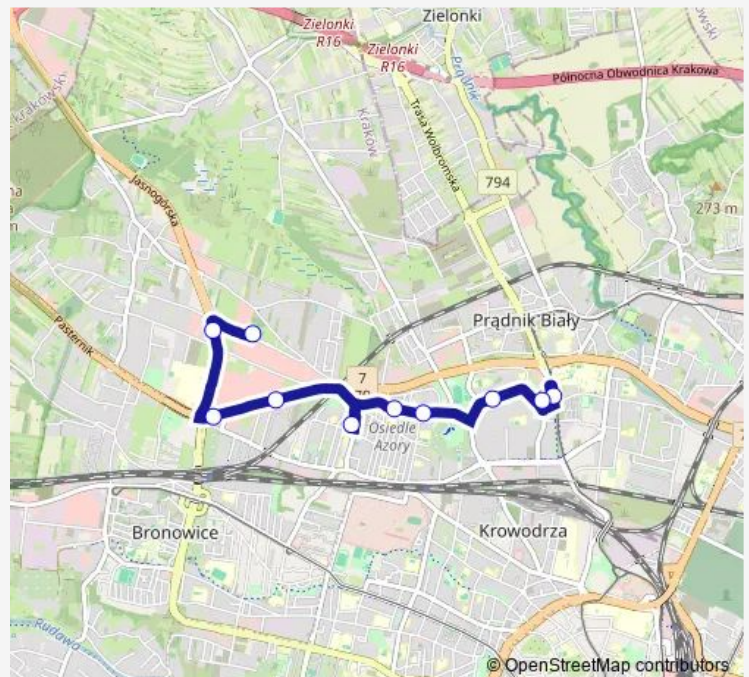 Zielonki
Zielonki
R16
Zielonki
R16
Prądnik
Północna Obwodnica Krakowa
Kraków
Trasa Wolbromska
794
273 m
Jasnogórska
Pasternik
Prądnik Biały
7
79
Osiedle
Azory
Bronowice
Krowodrza
Rudawa
© OpenStreetMap contributors